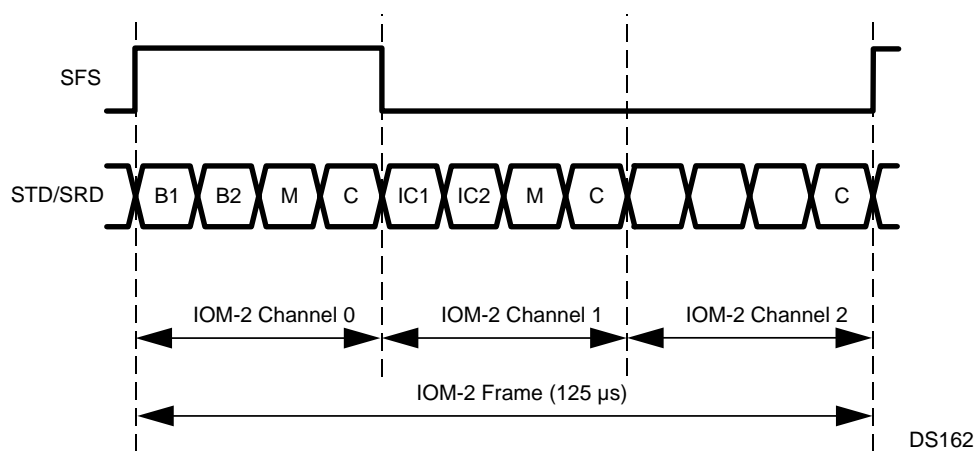 SFS
STD/SRD B1 B2 M C IC1 IC2 M C C
IOM-2 Channel 0 IOM-2 Channel 1 IOM-2 Channel 2
IOM-2 Frame (125 µs)
DS162